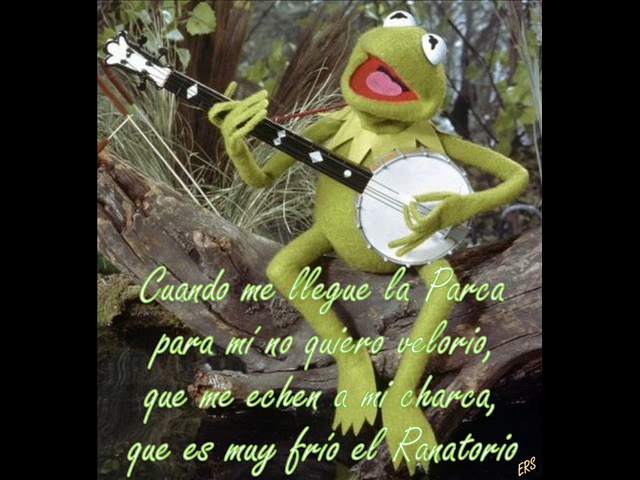 Cuando me llegue la Parca
para mí no quiero velorio,
que me echen a mi charca,
que es muy frío el Ranatorio
ERS